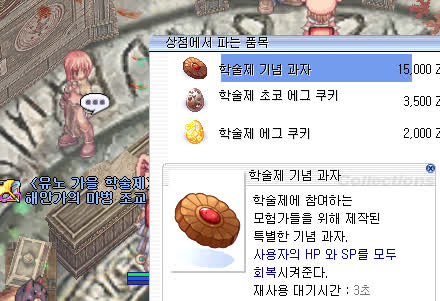 상점에서 파는 품목
학술제 기념 과자 15,000 Z
학술제 초코 에그 쿠키 3,500 Z
학술제 에그 쿠키 2,000 Z
학술제 기념 과자
Collections
학술제에 참여하는
모험가들을 위해 제작된
특별한 기념 과자.
사용자의 HP 와 SP를 모두
회복시켜준다.
재사용 대기시간 : 3초
<유노 가을 학술제>
해안가의 마법 조교